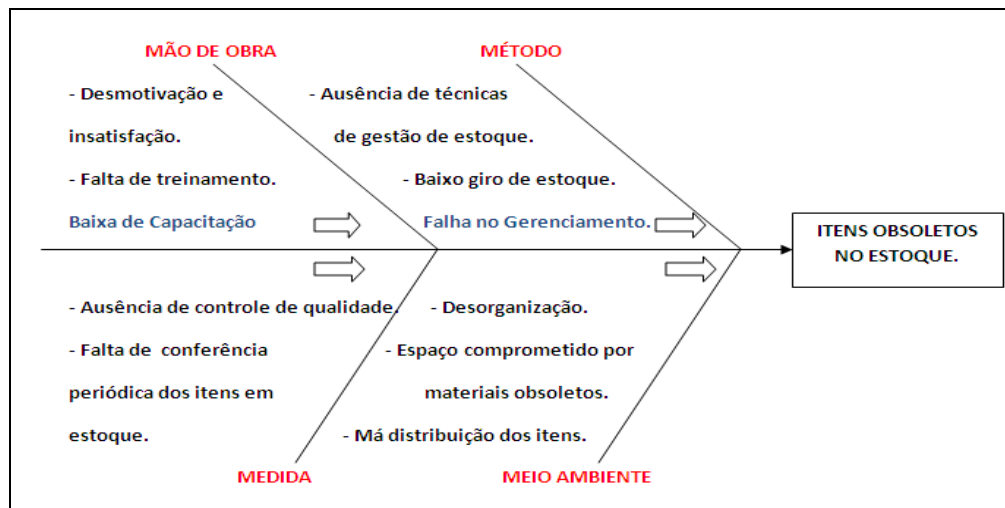 MÃO DE OBRA
- Desmotivação e
insatisfação.
- Falta de treinamento.
Baixa de Capacitação
MÉTODO
- Ausência de técnicas
de gestão de estoque.
- Baixo giro de estoque.
Falha no Gerenciamento.
ITENS OBSOLETOS
NO ESTOQUE.
- Ausência de controle de qualidade.
- Falta de conferência
periódica dos itens em
estoque.
MEDIDA
- Desorganização.
- Espaço comprometido por
materiais obsoletos.
- Má distribuição dos itens.
MEIO AMBIENTE